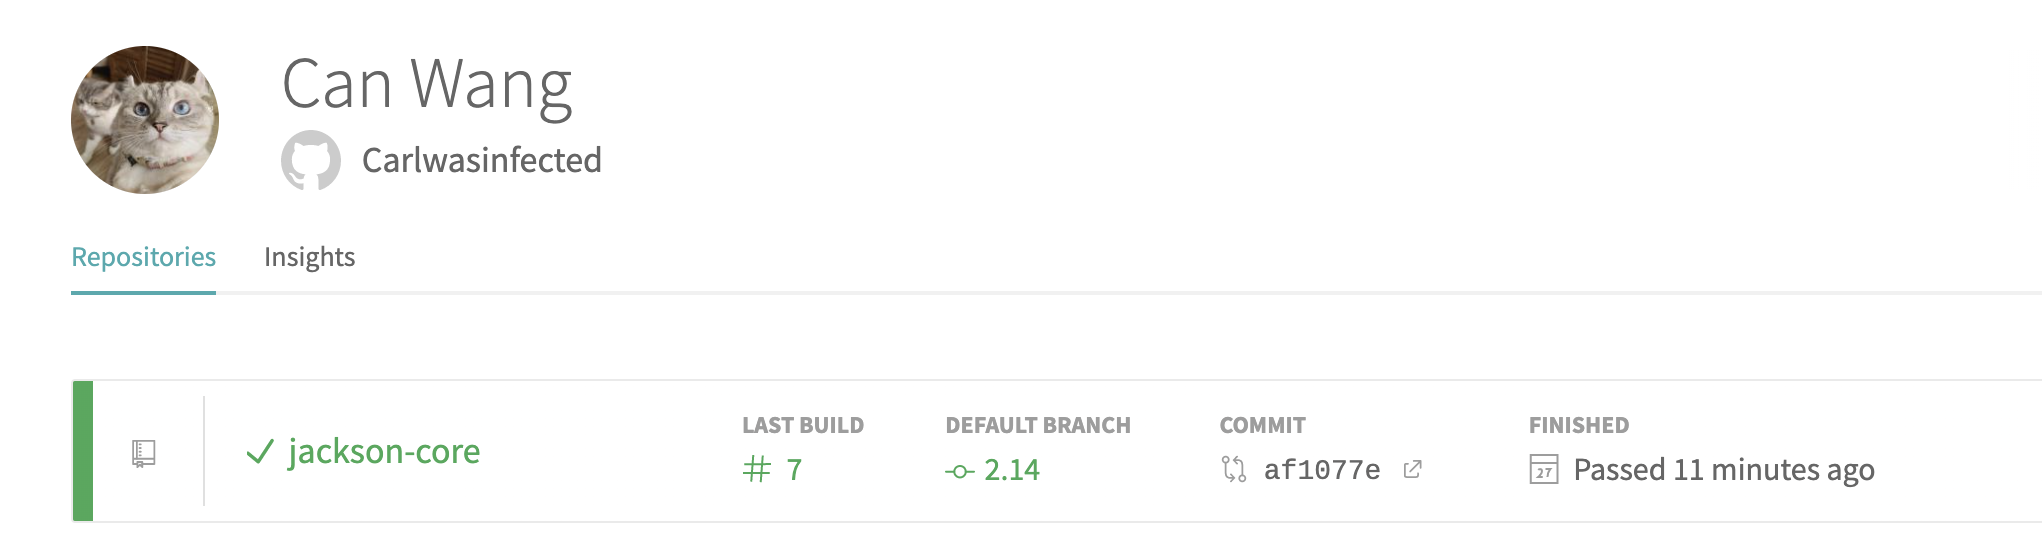 Can Wang
Carlwasinfected
Repositories Insights
LAST BUILD DEFAULT BRANCH COMMIT FINISHED
jackson-core
# 7 2.14 af1077e 27 Passed 11 minutes ago